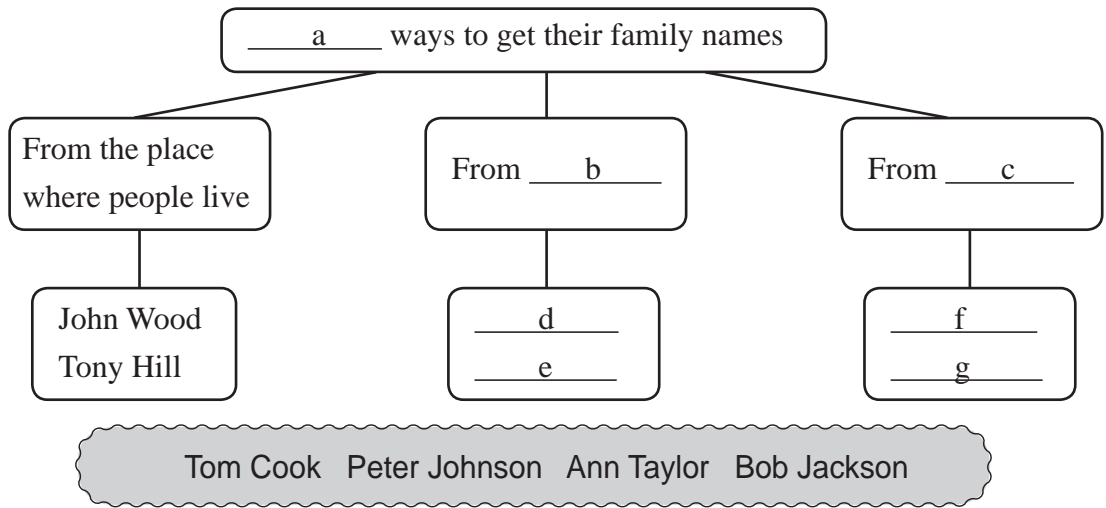 a ways to get their family names
From the place
where people live
From b
From c
John Wood
Tony Hill
d
e
f
g
Tom Cook Peter Johnson Ann Taylor Bob Jackson